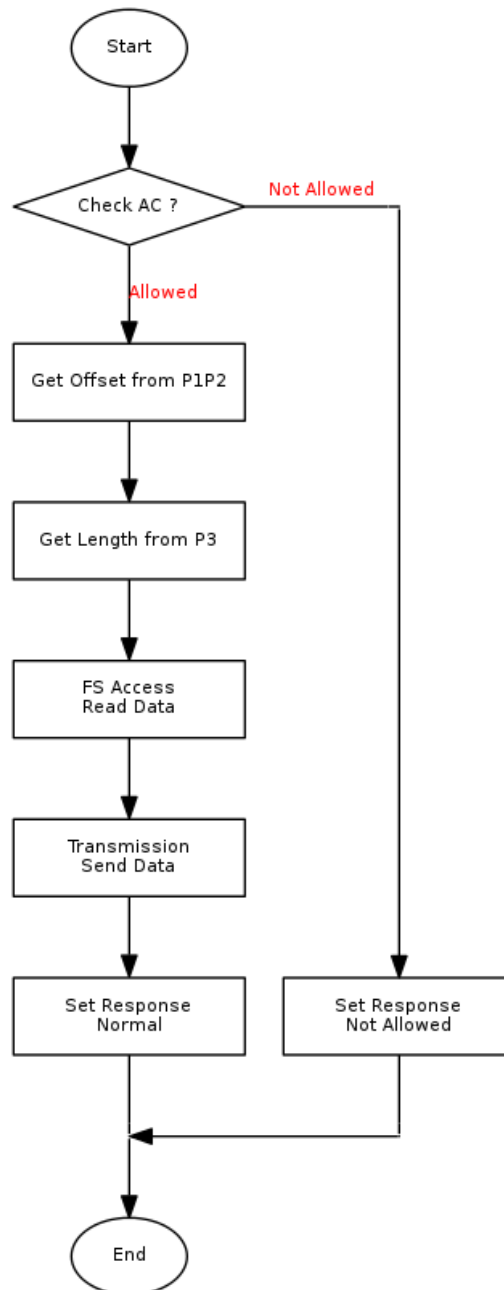 Start
Check AC ?
Not Allowed
Allowed
Get Offset from P1P2
Get Length from P3
FS Access
Read Data
Transmission
Send Data
Set Response
Normal
Set Response
Not Allowed
End